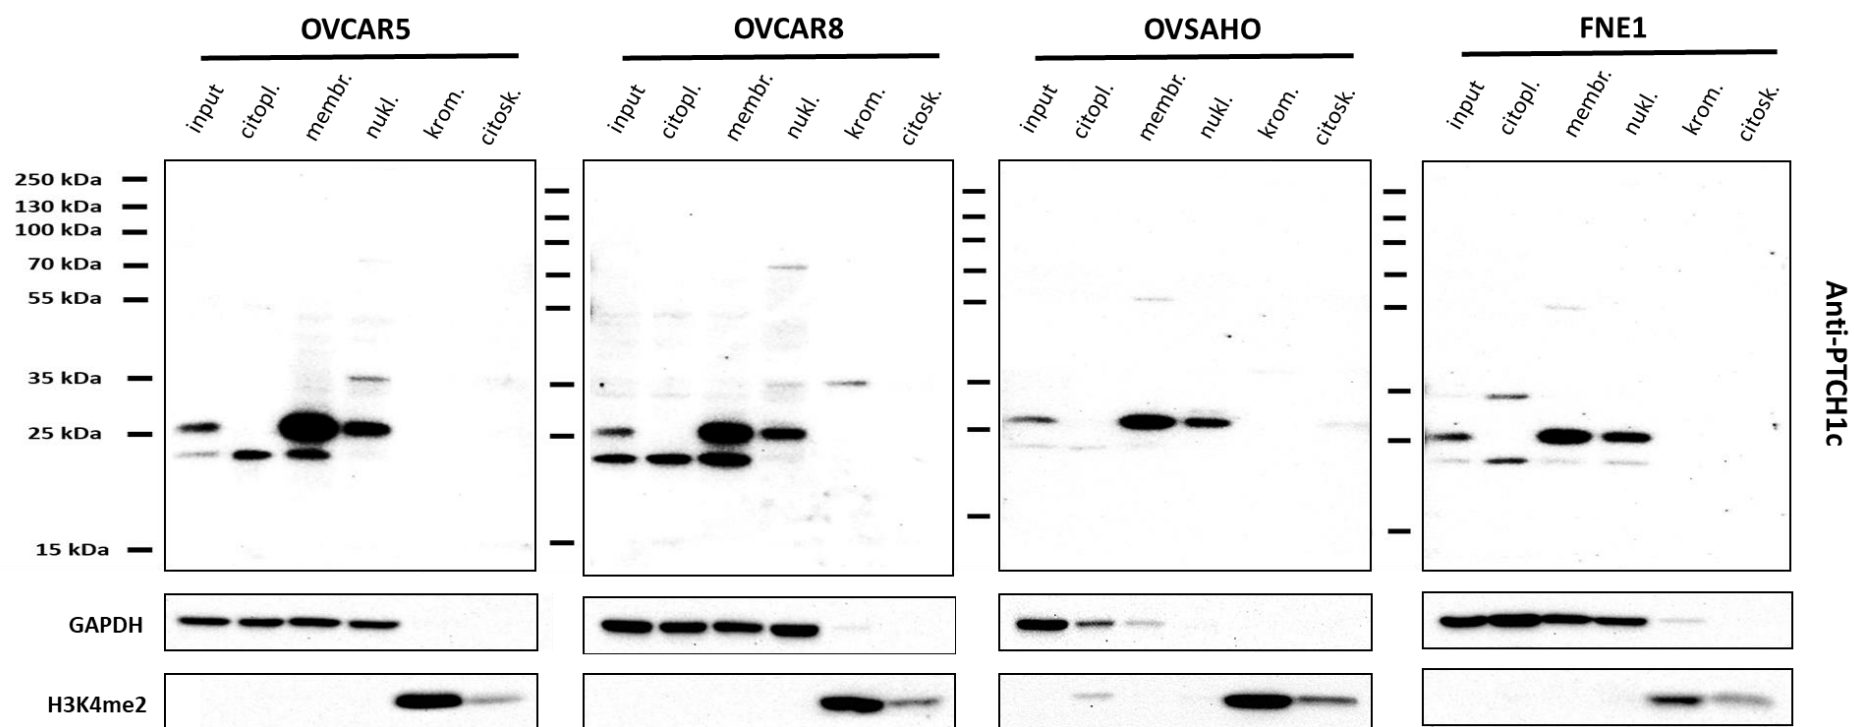 OVCAR5 OVCAR8 OVSAHO FNE1
input citopl. membr. nukl. krom. citosk. input citopl. membr. nukl. krom. citosk. input citopl. membr. nukl. krom. citosk. input citopl. membr. nukl. krom. citosk.
250 kDa
130 kDa
100 kDa
70 kDa
55 kDa
35 kDa
25 kDa
15 kDa
Anti-PTCH1c
GAPDH
H3K4me2